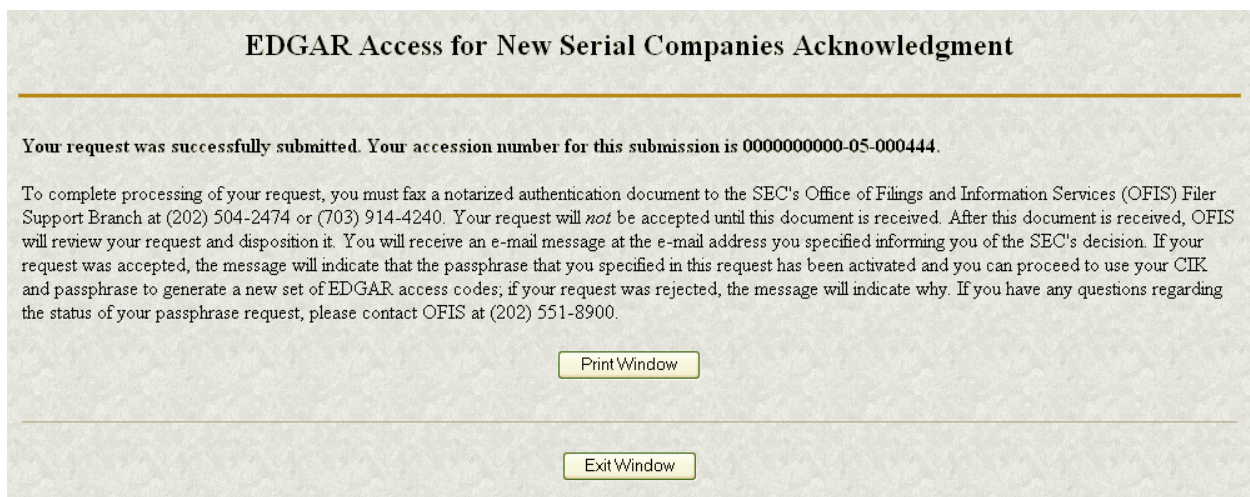 EDGAR Access for New Serial Companies Acknowledgment
Your request was successfully submitted. Your accession number for this submission is 0000000000-05-000444.
To complete processing of your request, you must fax a notarized authentication document to the SEC's Office of Filings and Information Services (OFIS) Filer
Support Branch at (202) 504-2474 or (703) 914-4240. Your request will not be accepted until this document is received. After this document is received, OFIS
will review your request and disposition it. You will receive an e-mail message at the e-mail address you specified informing you of the SEC's decision. If your
request was accepted, the message will indicate that the passphrase that you specified in this request has been activated and you can proceed to use your CIK
and passphrase to generate a new set of EDGAR access codes; if your request was rejected, the message will indicate why. If you have any questions regarding
the status of your passphrase request, please contact OFIS at (202) 551-8900.
Print Window
Exit Window